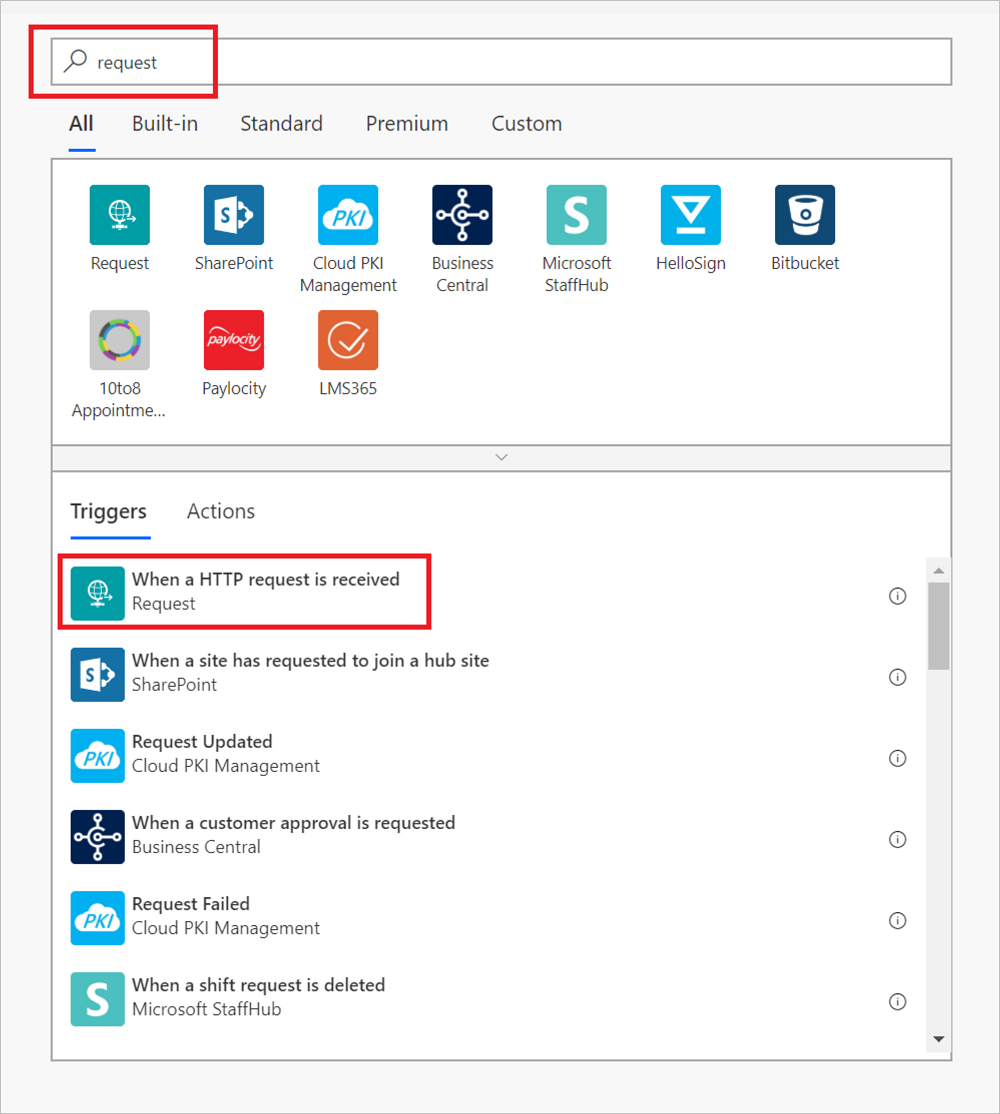 request
All Built-in Standard Premium Custom
S PKI S
Request SharePoint Cloud PKI Management Business Central Microsoft StaffHub HelloSign Bitbucket
paylocity
10to8 Appointme... Paylocity LMS365
Triggers Actions
When a HTTP request is received
Request
S
When a site has requested to join a hub site
SharePoint
PKI
Request Updated
Cloud PKI Management
When a customer approval is requested
Business Central
PKI
Request Failed
Cloud PKI Management
S
When a shift request is deleted
Microsoft StaffHub